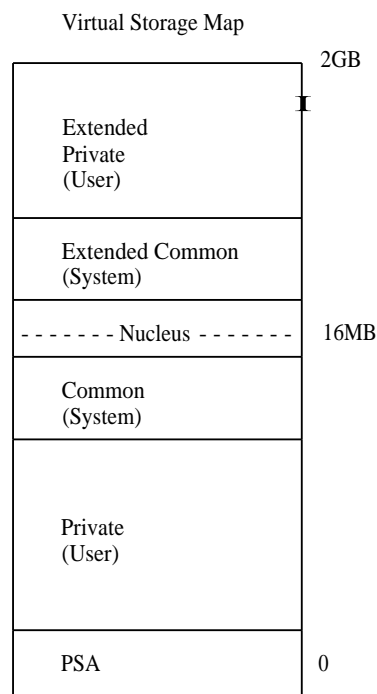 Virtual Storage Map
2GB
Extended
Private
(User)
Extended Common
(System)
- - - - - - - Nucleus - - - - - - -
16MB
Common
(System)
Private
(User)
PSA
0